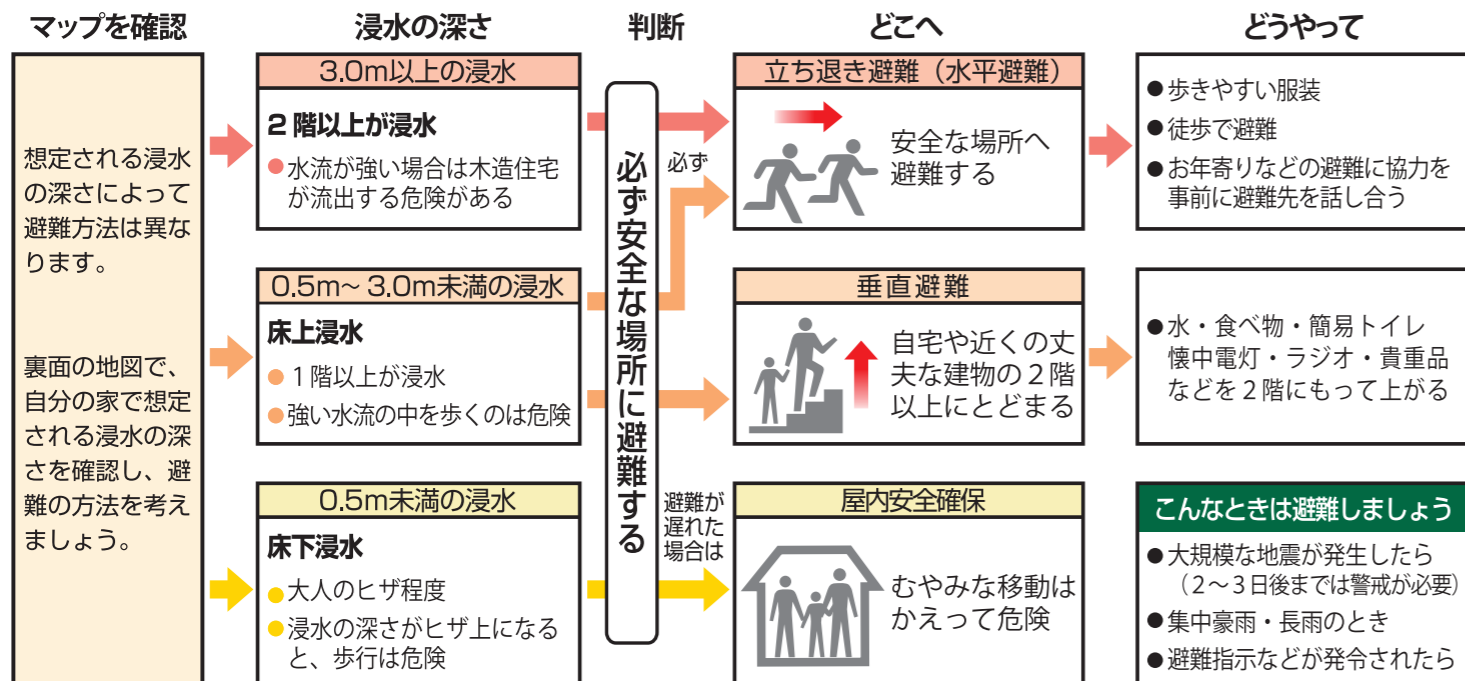 マップを確認
浸水の深さ
判断
どこへ
どうやって
想定される浸水
の深さによって
避難方法は異な
ります。
裏面の地図で、
自分の家で想定
される浸水の深
さを確認し、避
難の方法を考え
ましょう。
3.0m以上の浸水
2階以上が浸水
●水流が強い場合は木造住宅
が流出する危険がある
0.5m～3.0m未満の浸水
床上浸水
●1階以上が浸水
●強い水流の中を歩くのは危険
0.5m未満の浸水
床下浸水
●大人のヒザ程度
●浸水の深さがヒザ上になる
と、歩行は危険
必ず安全な場所に避難する
必ず
避難が
遅れた
場合は
立ち退き避難（水平避難）
安全な場所へ
避難する
垂直避難
自宅や近くの丈
夫な建物の２階
以上にとどまる
屋内安全確保
むやみな移動は
かえって危険
●歩きやすい服装
●徒歩で避難
●お年寄りなどの避難に協力を
事前に避難先を話し合う
●水・食べ物・簡易トイレ
懐中電灯・ラジオ・貴重品
などを２階にもって上がる
こんなときは避難しましょう
●大規模な地震が発生したら
（２～３日後までは警戒が必要）
●集中豪雨・長雨のとき
●避難指示などが発令されたら